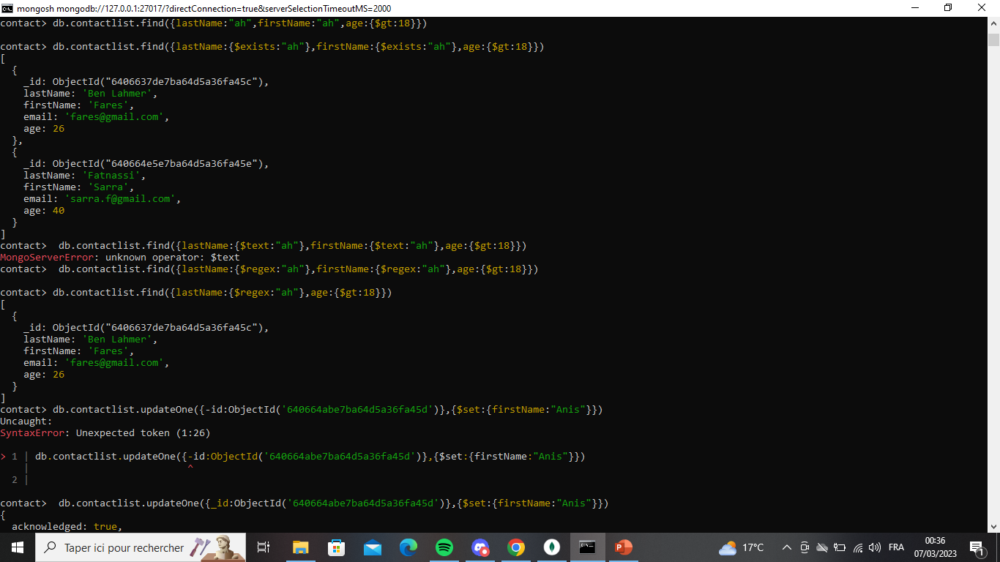 mongosh mongodb://127.0.0.1:27017/?directConnection=true&serverSelectionTimeoutMS=2000
contact> db.contactlist.find({lastName:"ah",firstName:"ah",age:{$gt:18}})
contact> db.contactlist.find({lastName:{$exists:"ah"},firstName:{$exists:"ah"},age:{$gt:18}})
[
  {
    _id: ObjectId("6406637de7ba64d5a36fa45c"),
    lastName: 'Ben Lahmer',
    firstName: 'Fares',
    email: 'fares@gmail.com',
    age: 26
  },
  {
    _id: ObjectId("640664e5e7ba64d5a36fa45e"),
    lastName: 'Fatnassi',
    firstName: 'Sarra',
    email: 'sarra.f@gmail.com',
    age: 40
  }
]
contact>  db.contactlist.find({lastName:{$text:"ah"},firstName:{$text:"ah"},age:{$gt:18}})
MongoServerError: unknown operator: $text
contact>  db.contactlist.find({lastName:{$regex:"ah"},firstName:{$regex:"ah"},age:{$gt:18}})
contact> db.contactlist.find({lastName:{$regex:"ah"},age:{$gt:18}})
[
  {
    _id: ObjectId("6406637de7ba64d5a36fa45c"),
    lastName: 'Ben Lahmer',
    firstName: 'Fares',
    email: 'fares@gmail.com',
    age: 26
  }
]
contact> db.contactlist.updateOne({-id:ObjectId('640664abe7ba64d5a36fa45d')},{$set:{firstName:"Anis"}})
Uncaught:
SyntaxError: Unexpected token (1:26)
> 1 | db.contactlist.updateOne({-id:ObjectId('640664abe7ba64d5a36fa45d')},{$set:{firstName:"Anis"}})
    |                           ^
  2 |
contact>  db.contactlist.updateOne({_id:ObjectId('640664abe7ba64d5a36fa45d')},{$set:{firstName:"Anis"}})
{
  acknowledged: true,
Taper ici pour rechercher
17°C
FRA
00:36
07/03/2023
1